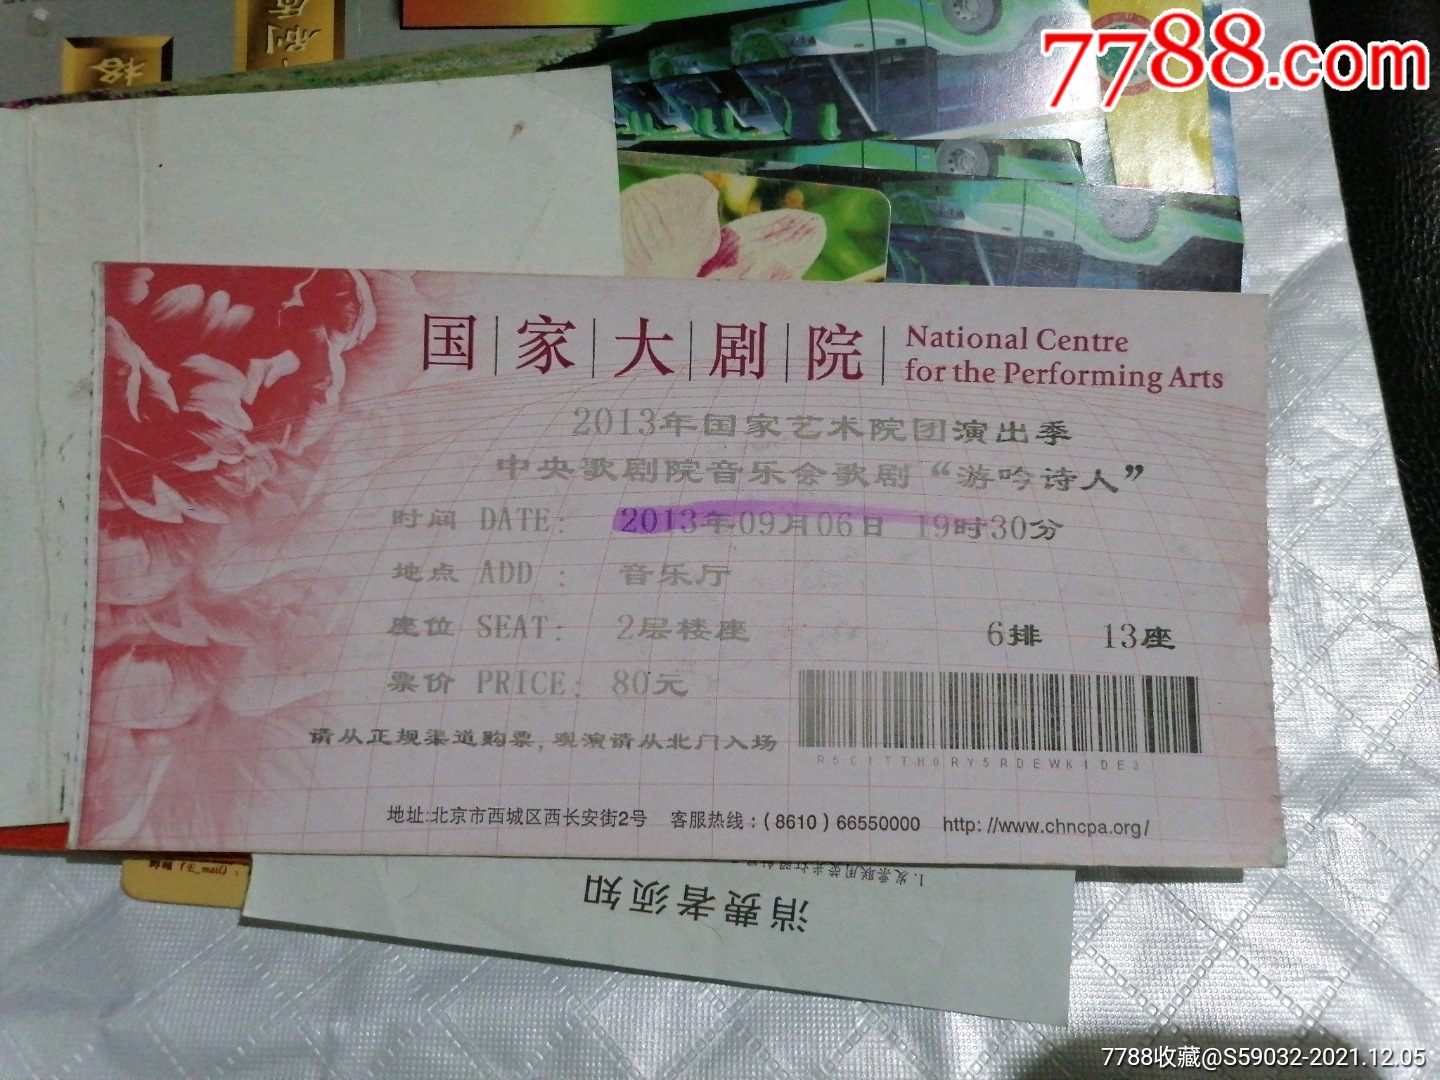 7788.com
格
国家大剧院
National Centre
for the Performing Arts
2013年国家艺术院团演出季
中央歌剧院音乐会歌剧“游吟诗人”
时间 DATE: 2013年09月06日 19时30分
地点 ADD : 音乐厅
座位 SEAT: 2层楼座 6排 13座
票价 PRICE: 80元
请从正规渠道购票,观演请从北门入场
地址:北京市西城区西长安街2号 客服热线:(8610)66550000 http://www.chncpa.org/
消费者须知
7788收藏@S59032-2021.12.05